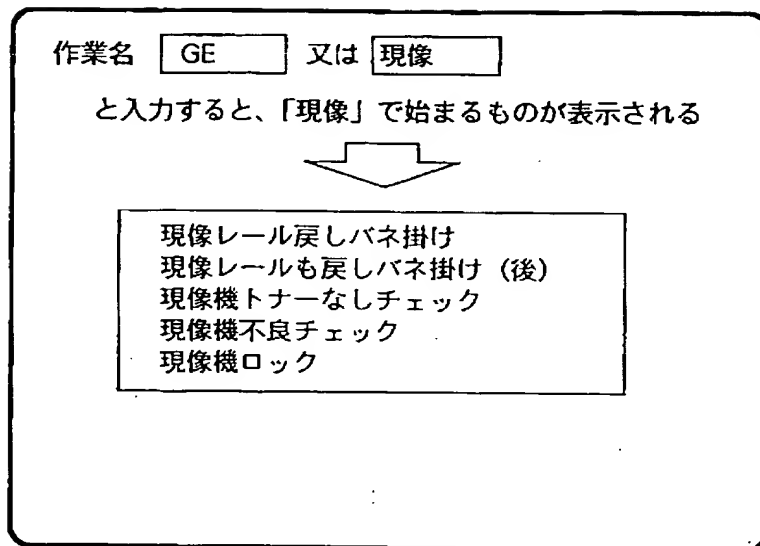 作業名 GE 又は 現像
と入力すると、「現像」で始まるものが表示される
現像レール戻しバネ掛け
現像レールも戻しバネ掛け（後）
現像機トナーなしチェック
現像機不良チェック
現像機ロック